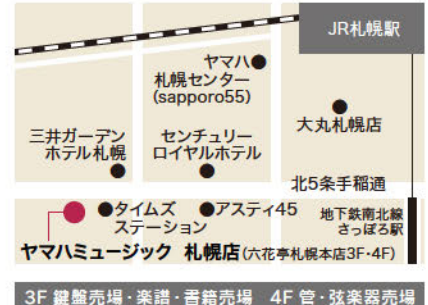 JR札幌駅
ヤマハ
札幌センター
(sapporo55)
大丸札幌店
三井ガーデン
ホテル札幌
センチュリー
ロイヤルホテル
北5条手稲通
タイムズ
ステーション
アスティ45
地下鉄南北線
さっぽろ駅
ヤマハミュージック 札幌店(六花亭札幌本店3F・4F)
3F 鍵盤売場・楽譜・書籍売場 4F 管・弦楽器売場